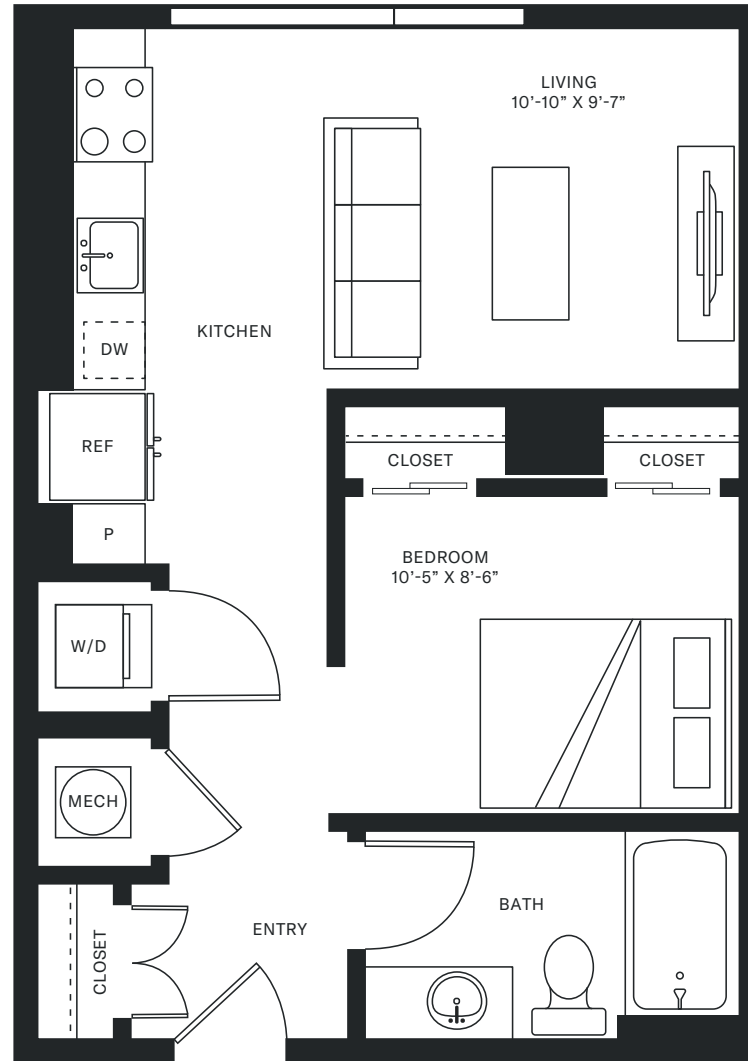 LIVING
10’-10” X 9’-7”
KITCHEN
DW
REF
CLOSET
CLOSET
P
BEDROOM
10’-5” X 8’-6”
W/D
MECH
BATH
ENTRY
CLOSET